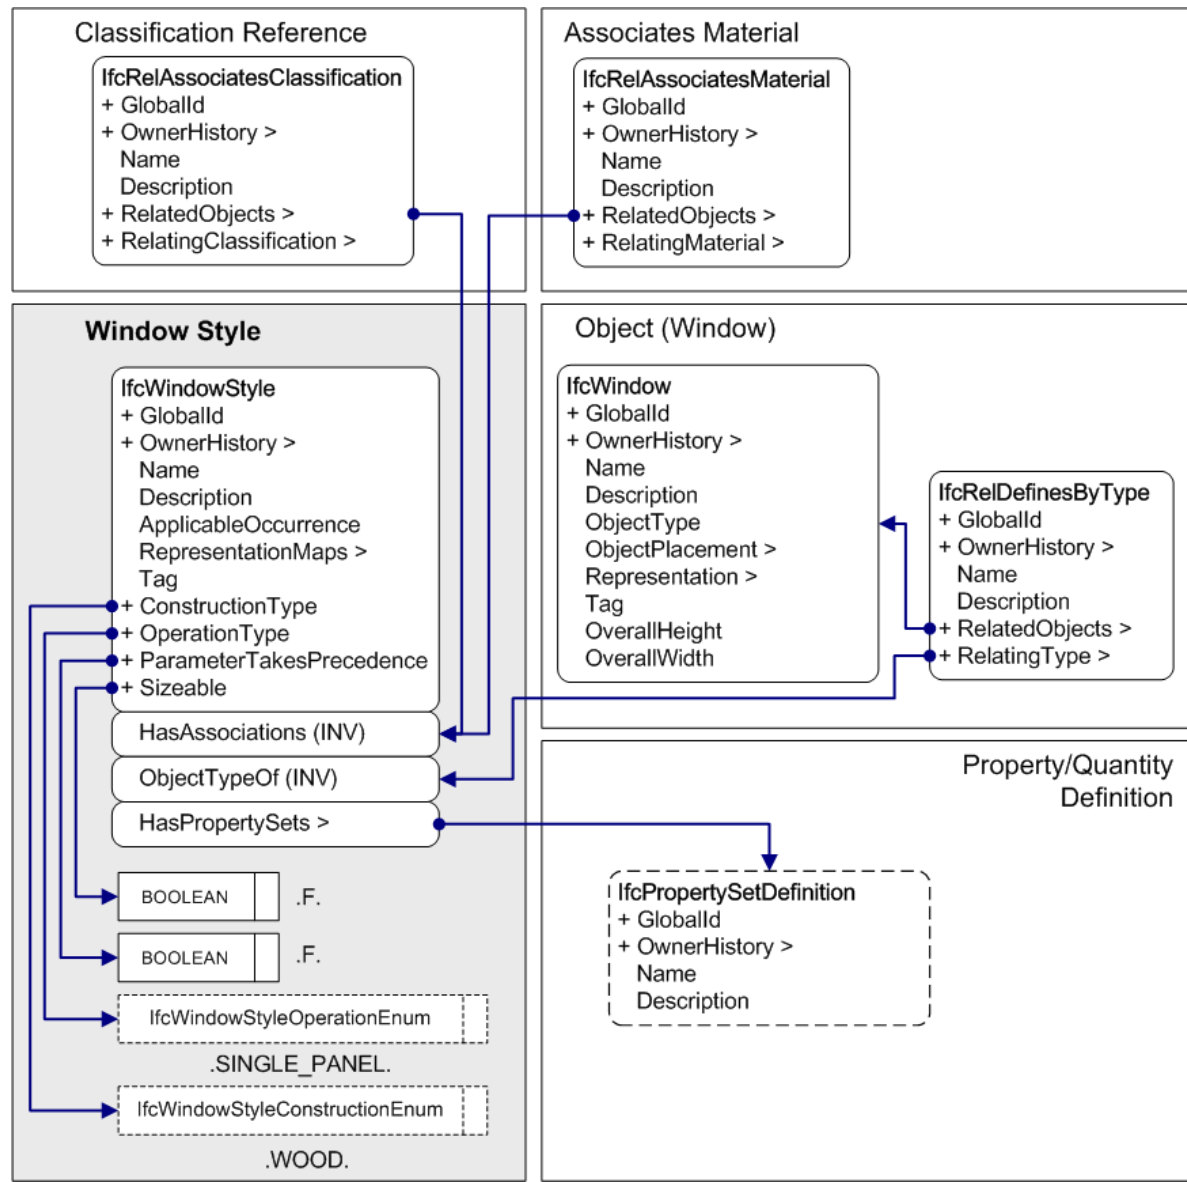 Classification Reference
IfcRelAssociatesClassification
+ GlobalId
+ OwnerHistory >
Name
Description
+ RelatedObjects >
+ RelatingClassification >
Associates Material
IfcRelAssociatesMaterial
+ GlobalId
+ OwnerHistory >
Name
Description
+ RelatedObjects >
+ RelatingMaterial >
Window Style
IfcWindowStyle
+ GlobalId
+ OwnerHistory >
Name
Description
ApplicableOccurrence
RepresentationMaps >
Tag
+ ConstructionType
+ OperationType
+ ParameterTakesPrecedence
+ Sizeable
HasAssociations (INV)
ObjectTypeOf (INV)
HasPropertySets >
BOOLEAN .F.
BOOLEAN .F.
IfcWindowStyleOperationEnum
.SINGLE_PANEL.
IfcWindowStyleConstructionEnum
.WOOD.
Object (Window)
IfcWindow
+ GlobalId
+ OwnerHistory >
Name
Description
ObjectType
ObjectPlacement >
Representation >
Tag
OverallHeight
OverallWidth
IfcRelDefinesByType
+ GlobalId
+ OwnerHistory >
Name
Description
+ RelatedObjects >
+ RelatingType >
Property/Quantity
Definition
IfcPropertySetDefinition
+ GlobalId
+ OwnerHistory >
Name
Description